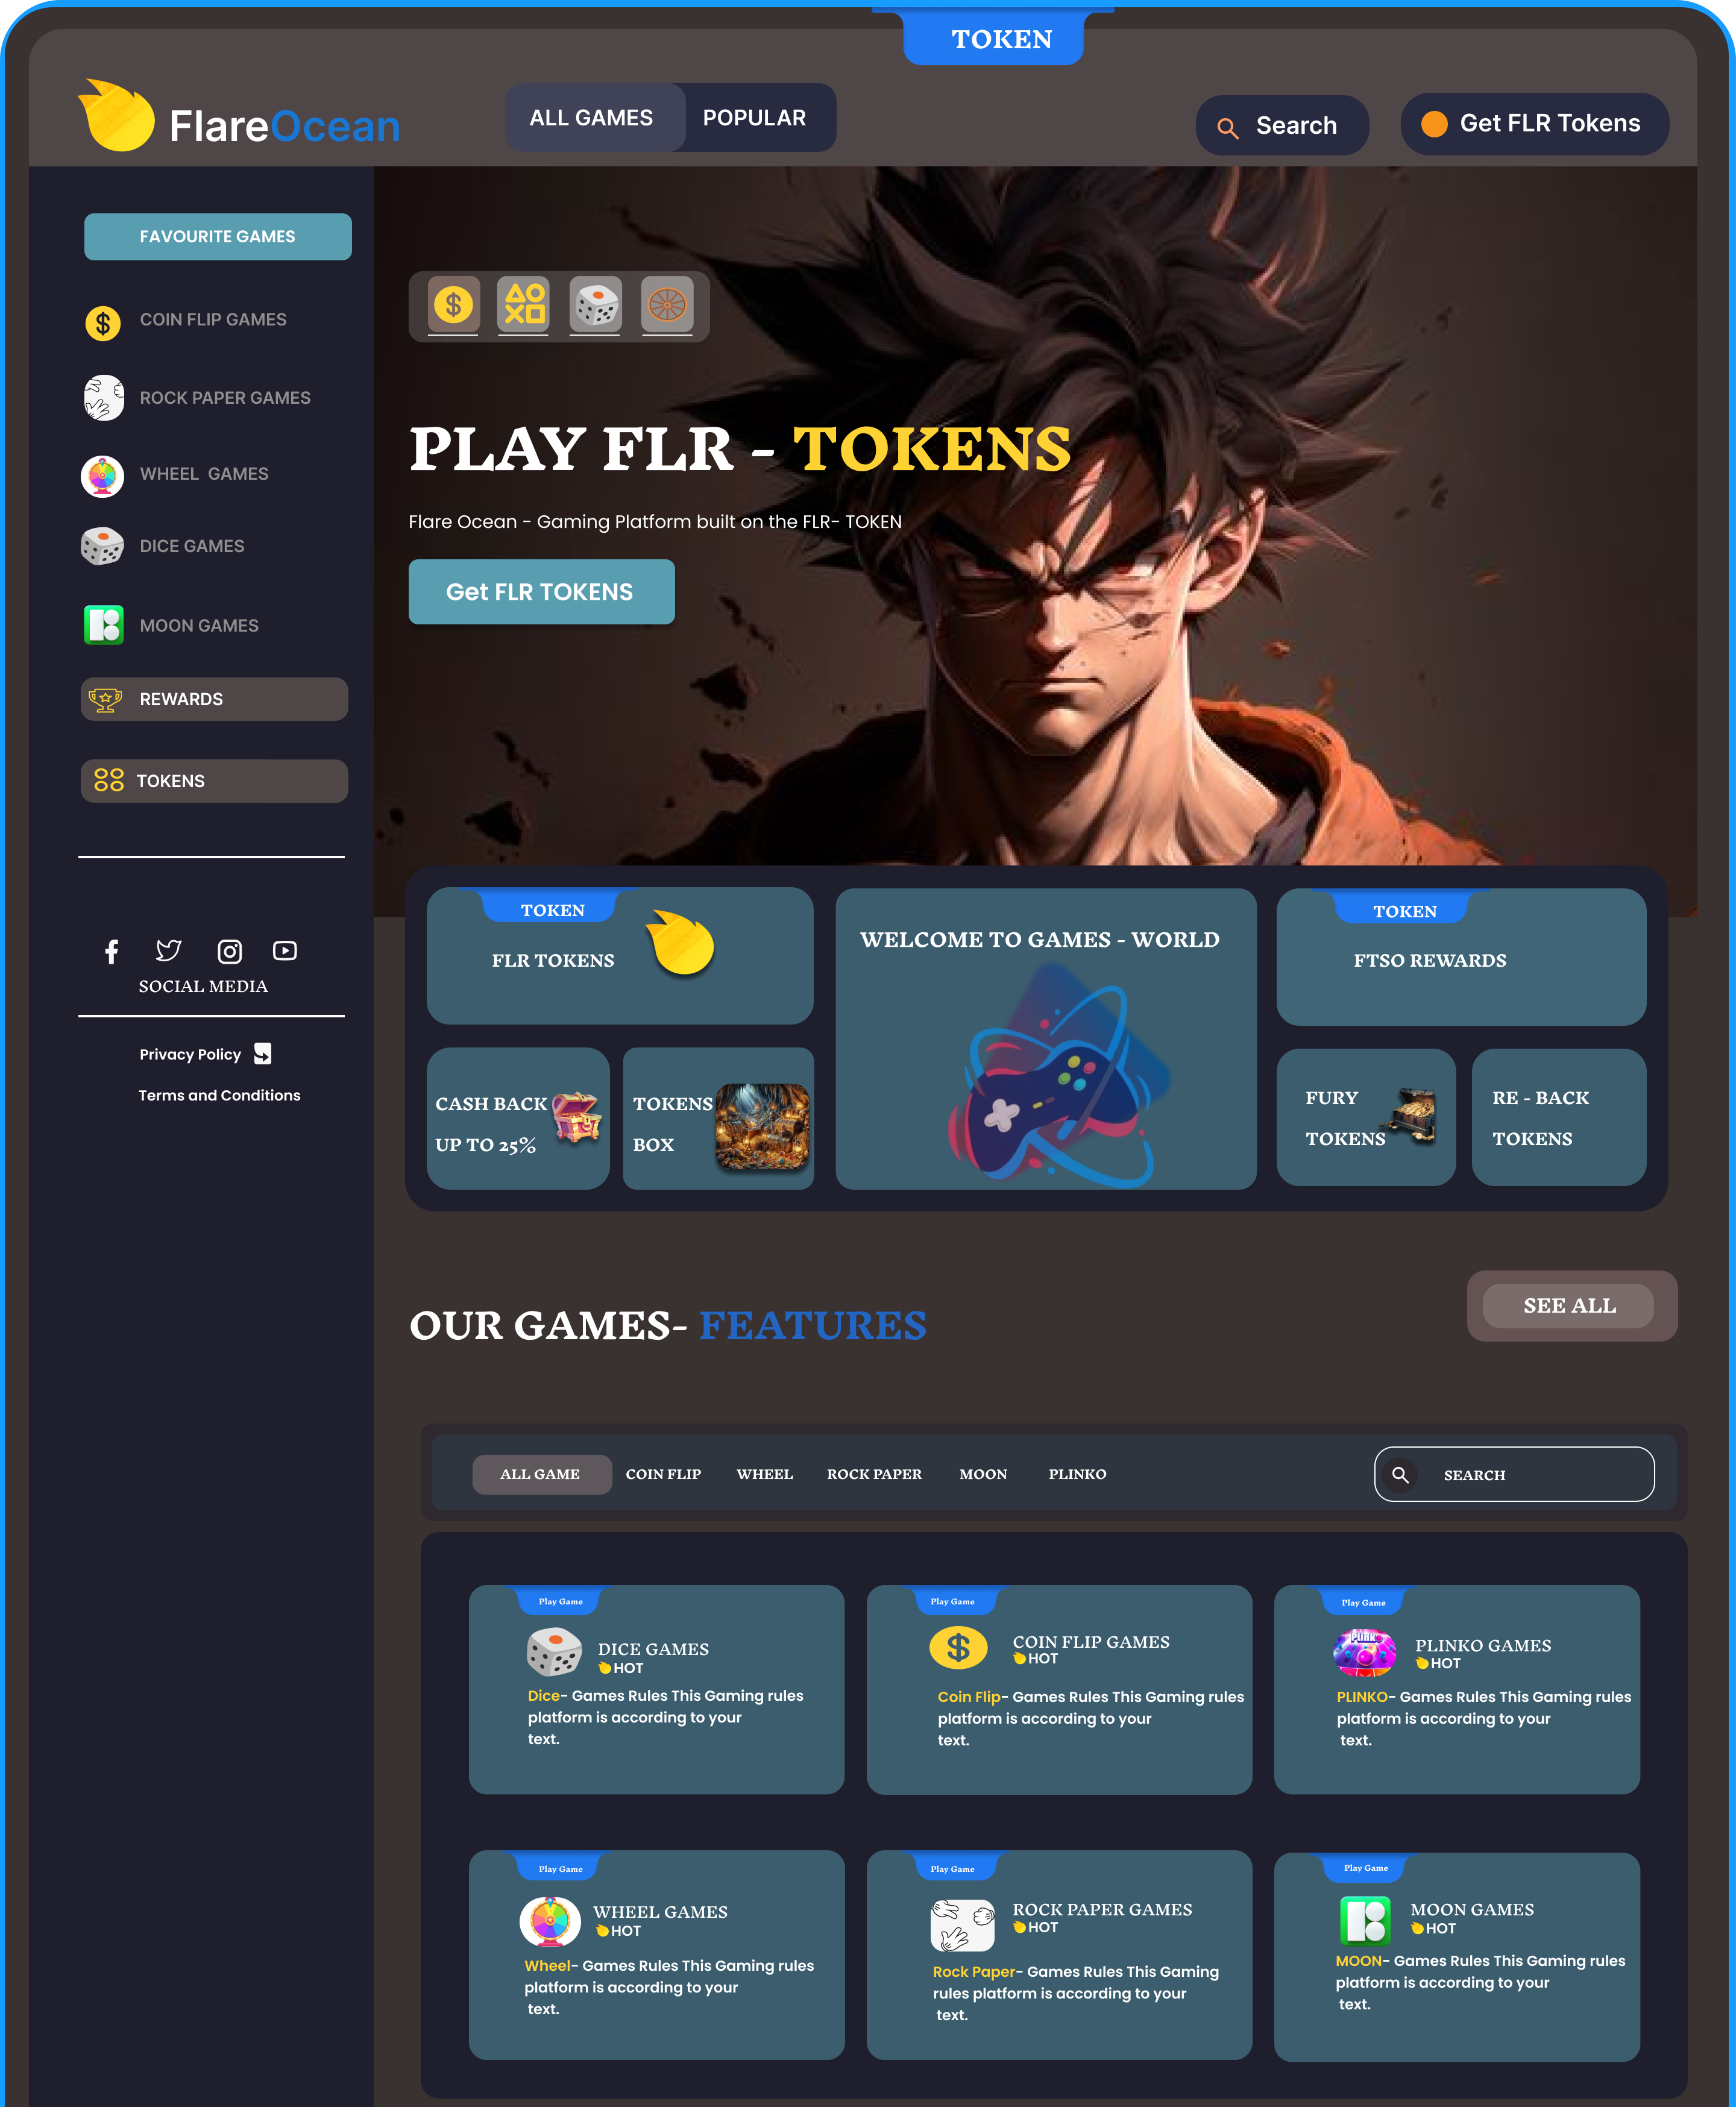 TOKEN
FlareOcean
ALL GAMES
POPULAR
Search
Get FLR Tokens
FAVOURITE GAMES
COIN FLIP GAMES
ROCK PAPER GAMES
WHEEL GAMES
DICE GAMES
MOON GAMES
REWARDS
TOKENS
SOCIAL MEDIA
Privacy Policy
Terms and Conditions
PLAY FLR - TOKENS
Flare Ocean - Gaming Platform built on the FLR- TOKEN
Get FLR TOKENS
TOKEN
FLR TOKENS
CASH BACK
UP TO 25%
TOKENS
BOX
WELCOME TO GAMES - WORLD
TOKEN
FTSO REWARDS
FURY
TOKENS
RE - BACK
TOKENS
OUR GAMES- FEATURES
SEE ALL
ALL GAME
COIN FLIP
WHEEL
ROCK PAPER
MOON
PLINKO
SEARCH
Play Game
DICE GAMES
HOT
Dice- Games Rules This Gaming rules
platform is according to your
text.
Play Game
COIN FLIP GAMES
HOT
Coin Flip- Games Rules This Gaming rules
platform is according to your
text.
Play Game
PLINKO GAMES
HOT
PLINKO- Games Rules This Gaming rules
platform is according to your
text.
Play Game
WHEEL GAMES
HOT
Wheel- Games Rules This Gaming rules
platform is according to your
text.
Play Game
ROCK PAPER GAMES
HOT
Rock Paper- Games Rules This Gaming
rules platform is according to your
text.
Play Game
MOON GAMES
HOT
MOON- Games Rules This Gaming rules
platform is according to your
text.